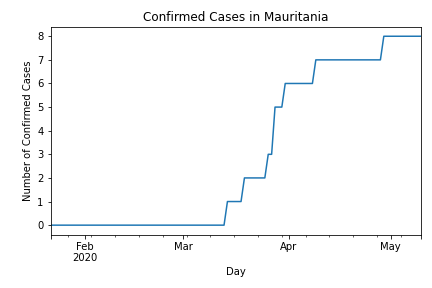 Confirmed Cases in Mauritania
Number of Confirmed Cases
8
7
6
5
4
3
2
1
0
Feb Mar Apr May
2020
Day